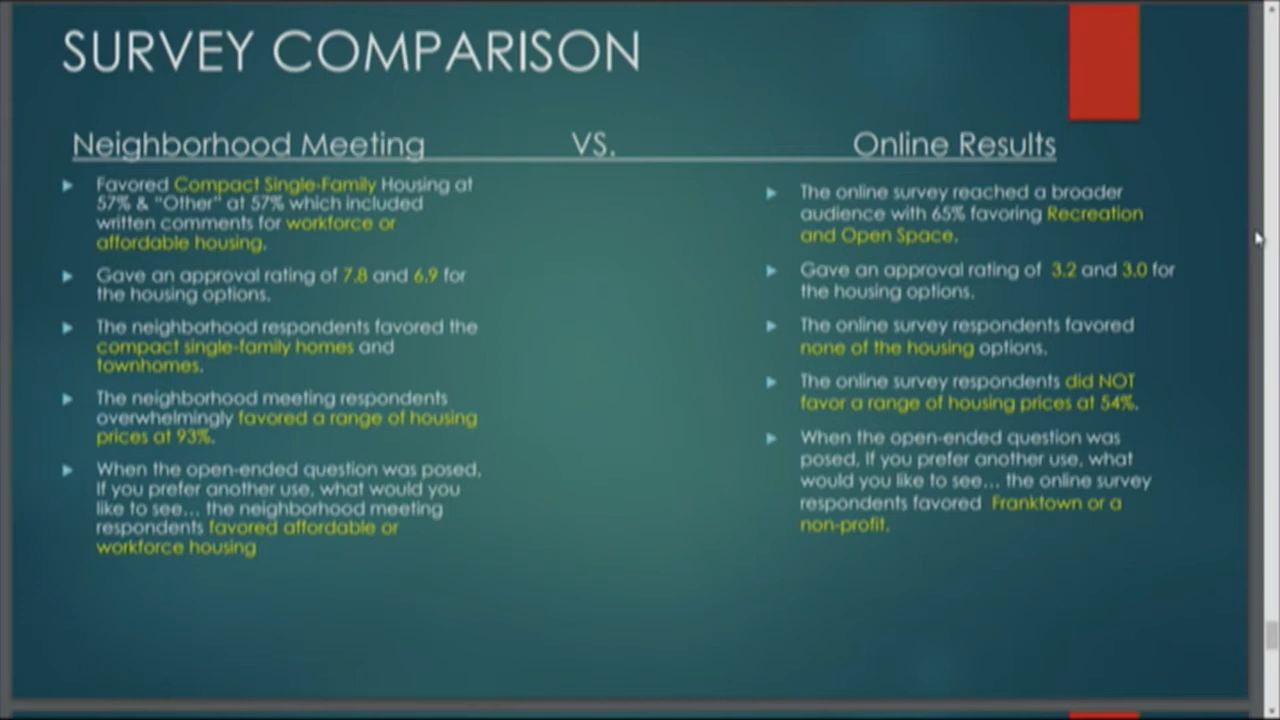 SURVEY COMPARISON
Neighborhood Meeting VS. Online Results
Favored Compact Single-Family Housing at
57% & "Other" at 57% which included
written comments for workforce or
affordable housing.
Gave an approval rating of 7.8 and 6.9 for
the housing options.
The neighborhood respondents favored the
compact single-family homes and
townhomes.
The neighborhood meeting respondents
overwhelmingly favored a range of housing
prices at 93%.
When the open-ended question was posed,
If you prefer another use, what would you
like to see... the neighborhood meeting
respondents favored affordable or
workforce housing
The online survey reached a broader
audience with 65% favoring Recreation
and Open Space.
Gave an approval rating of 3.2 and 3.0 for
the housing options.
The online survey respondents favored
none of the housing options.
The online survey respondents did NOT
favor a range of housing prices at 54%.
When the open-ended question was
posed, If you prefer another use, what
would you like to see... the online survey
respondents favored Franktown or a
non-profit.